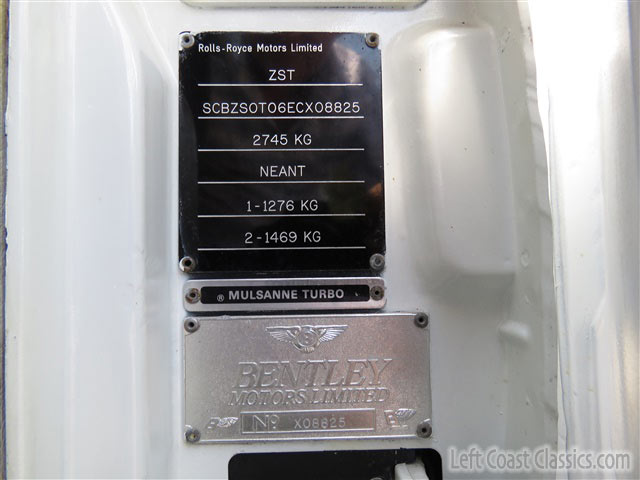 Rolls-Royce Motors Limited
ZST
SCBZSOTO6ECX08825
2745 KG
NEANT
1-1276 KG
2-1469 KG
® MULSANNE TURBO
BENTLEY
MOTORS LIMITED
Nº X08825
Left Coast Classics.com